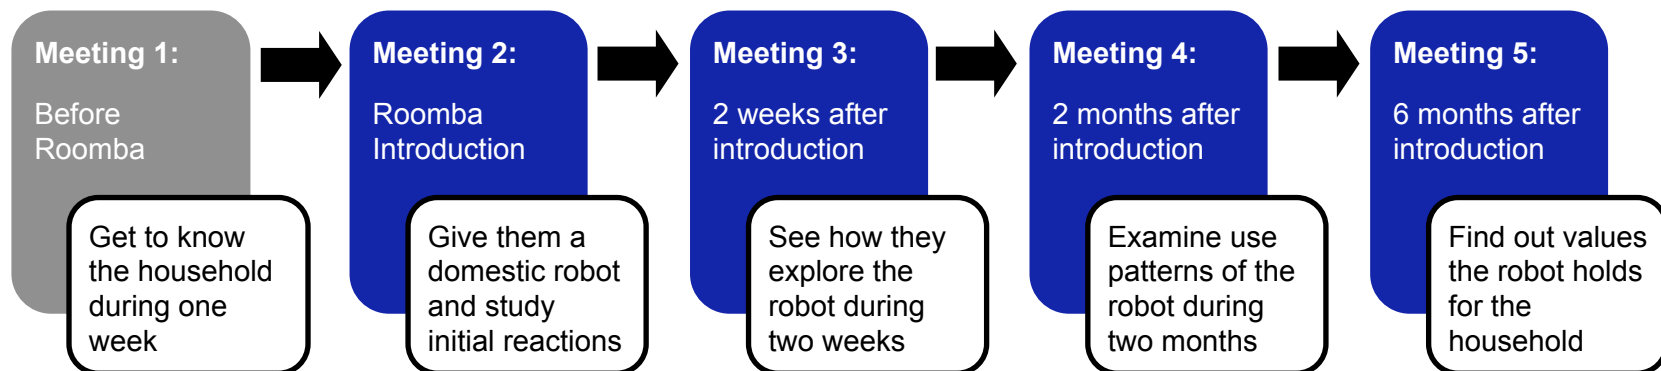 Meeting 1:
Before
Roomba
Get to know
the household
during one
week
Meeting 2:
Roomba
Introduction
Give them a
domestic robot
and study
initial reactions
Meeting 3:
2 weeks after
introduction
See how they
explore the
robot during
two weeks
Meeting 4:
2 months after
introduction
Examine use
patterns of the
robot during
two months
Meeting 5:
6 months after
introduction
Find out values
the robot holds
for the
household